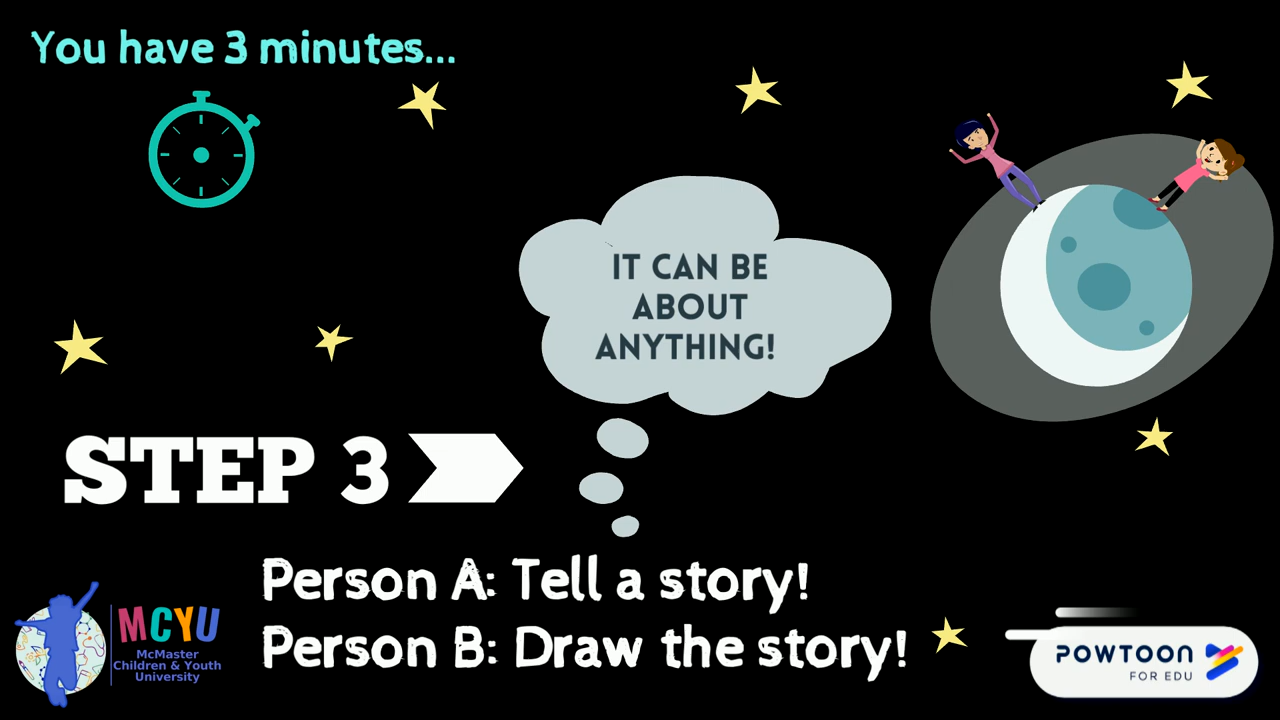 You have 3 minutes...
IT CAN BE
ABOUT
ANYTHING!
STEP 3
Person A: Tell a story!
Person B: Draw the story!
MCYU
McMaster
Children & Youth
University
POWTOON
FOR EDU